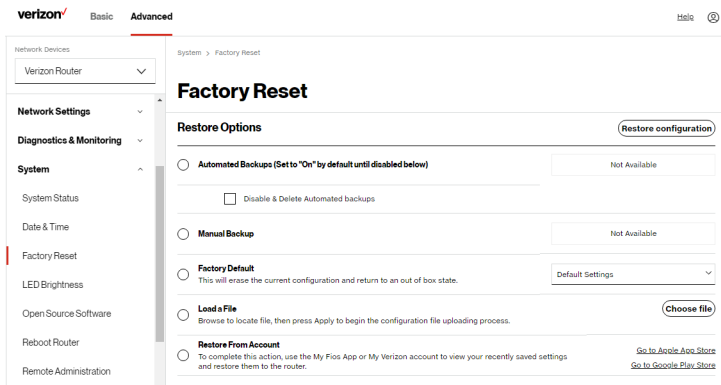 verizon✓ Basic Advanced Help
Network Devices
Verizon Router
System > Factory Reset
Factory Reset
Network Settings
Diagnostics & Monitoring
System
System Status
Date & Time
Factory Reset
LED Brightness
Open Source Software
Reboot Router
Remote Administration
Restore Options Restore configuration
Automated Backups (Set to "On" by default until disabled below) Not Available
Disable & Delete Automated backups
Manual Backup Not Available
Factory Default
This will erase the current configuration and return to an out of box state. Default Settings
Load a File
Browse to locate file, then press Apply to begin the configuration file uploading process. Choose file
Restore From Account
To complete this action, use the My Fios App or My Verizon account to view your recently saved settings
and restore them to the router.
Go to Apple App Store
Go to Google Play Store